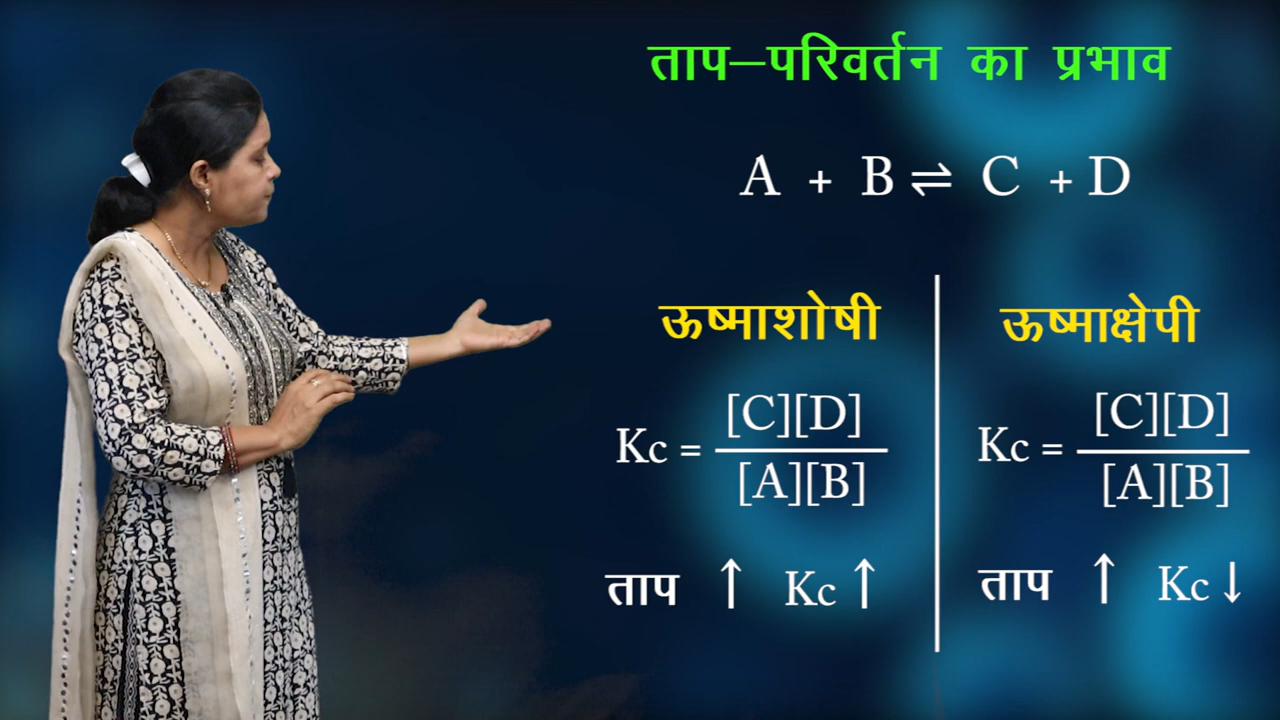 ताप–परिवर्तन का प्रभाव
A + B ⇌ C + D
ऊष्माशोषी
Kc = [C][D] / [A][B]
ताप ↑ Kc ↑
ऊष्माक्षेपी
Kc = [C][D] / [A][B]
ताप ↑ Kc ↓